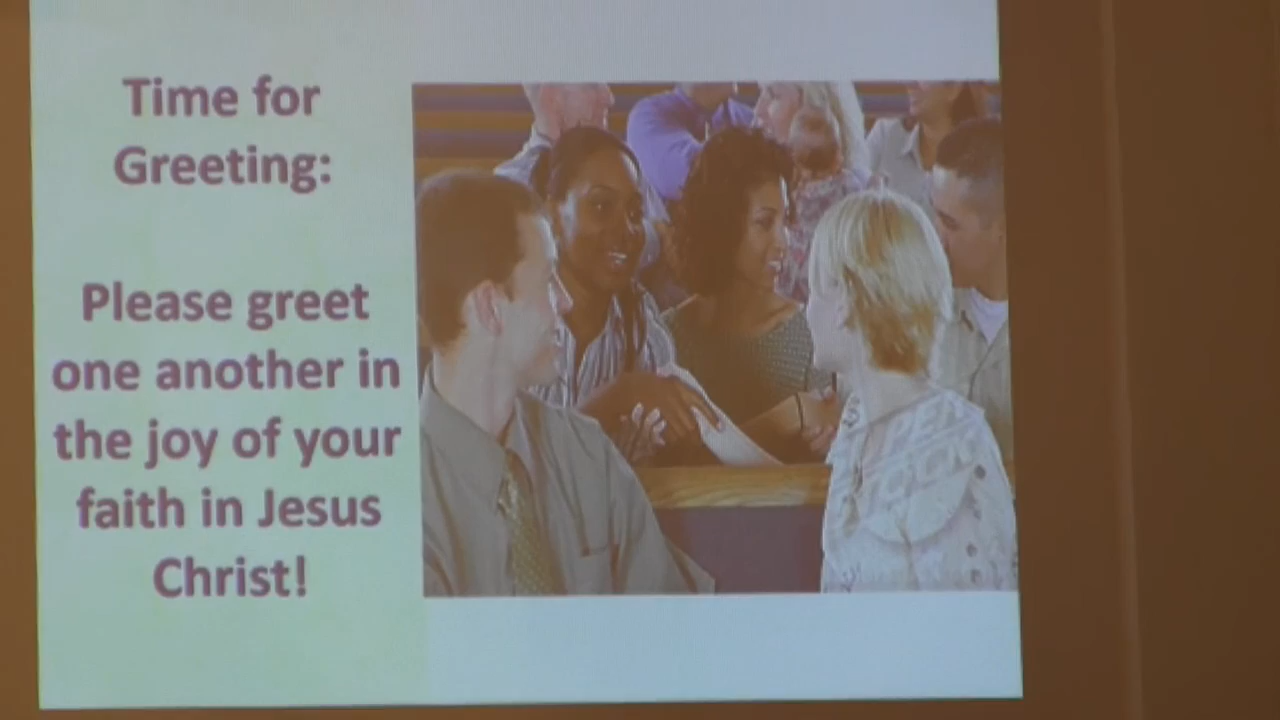 Time for
Greeting:
Please greet
one another in
the joy of your
faith in Jesus
Christ!